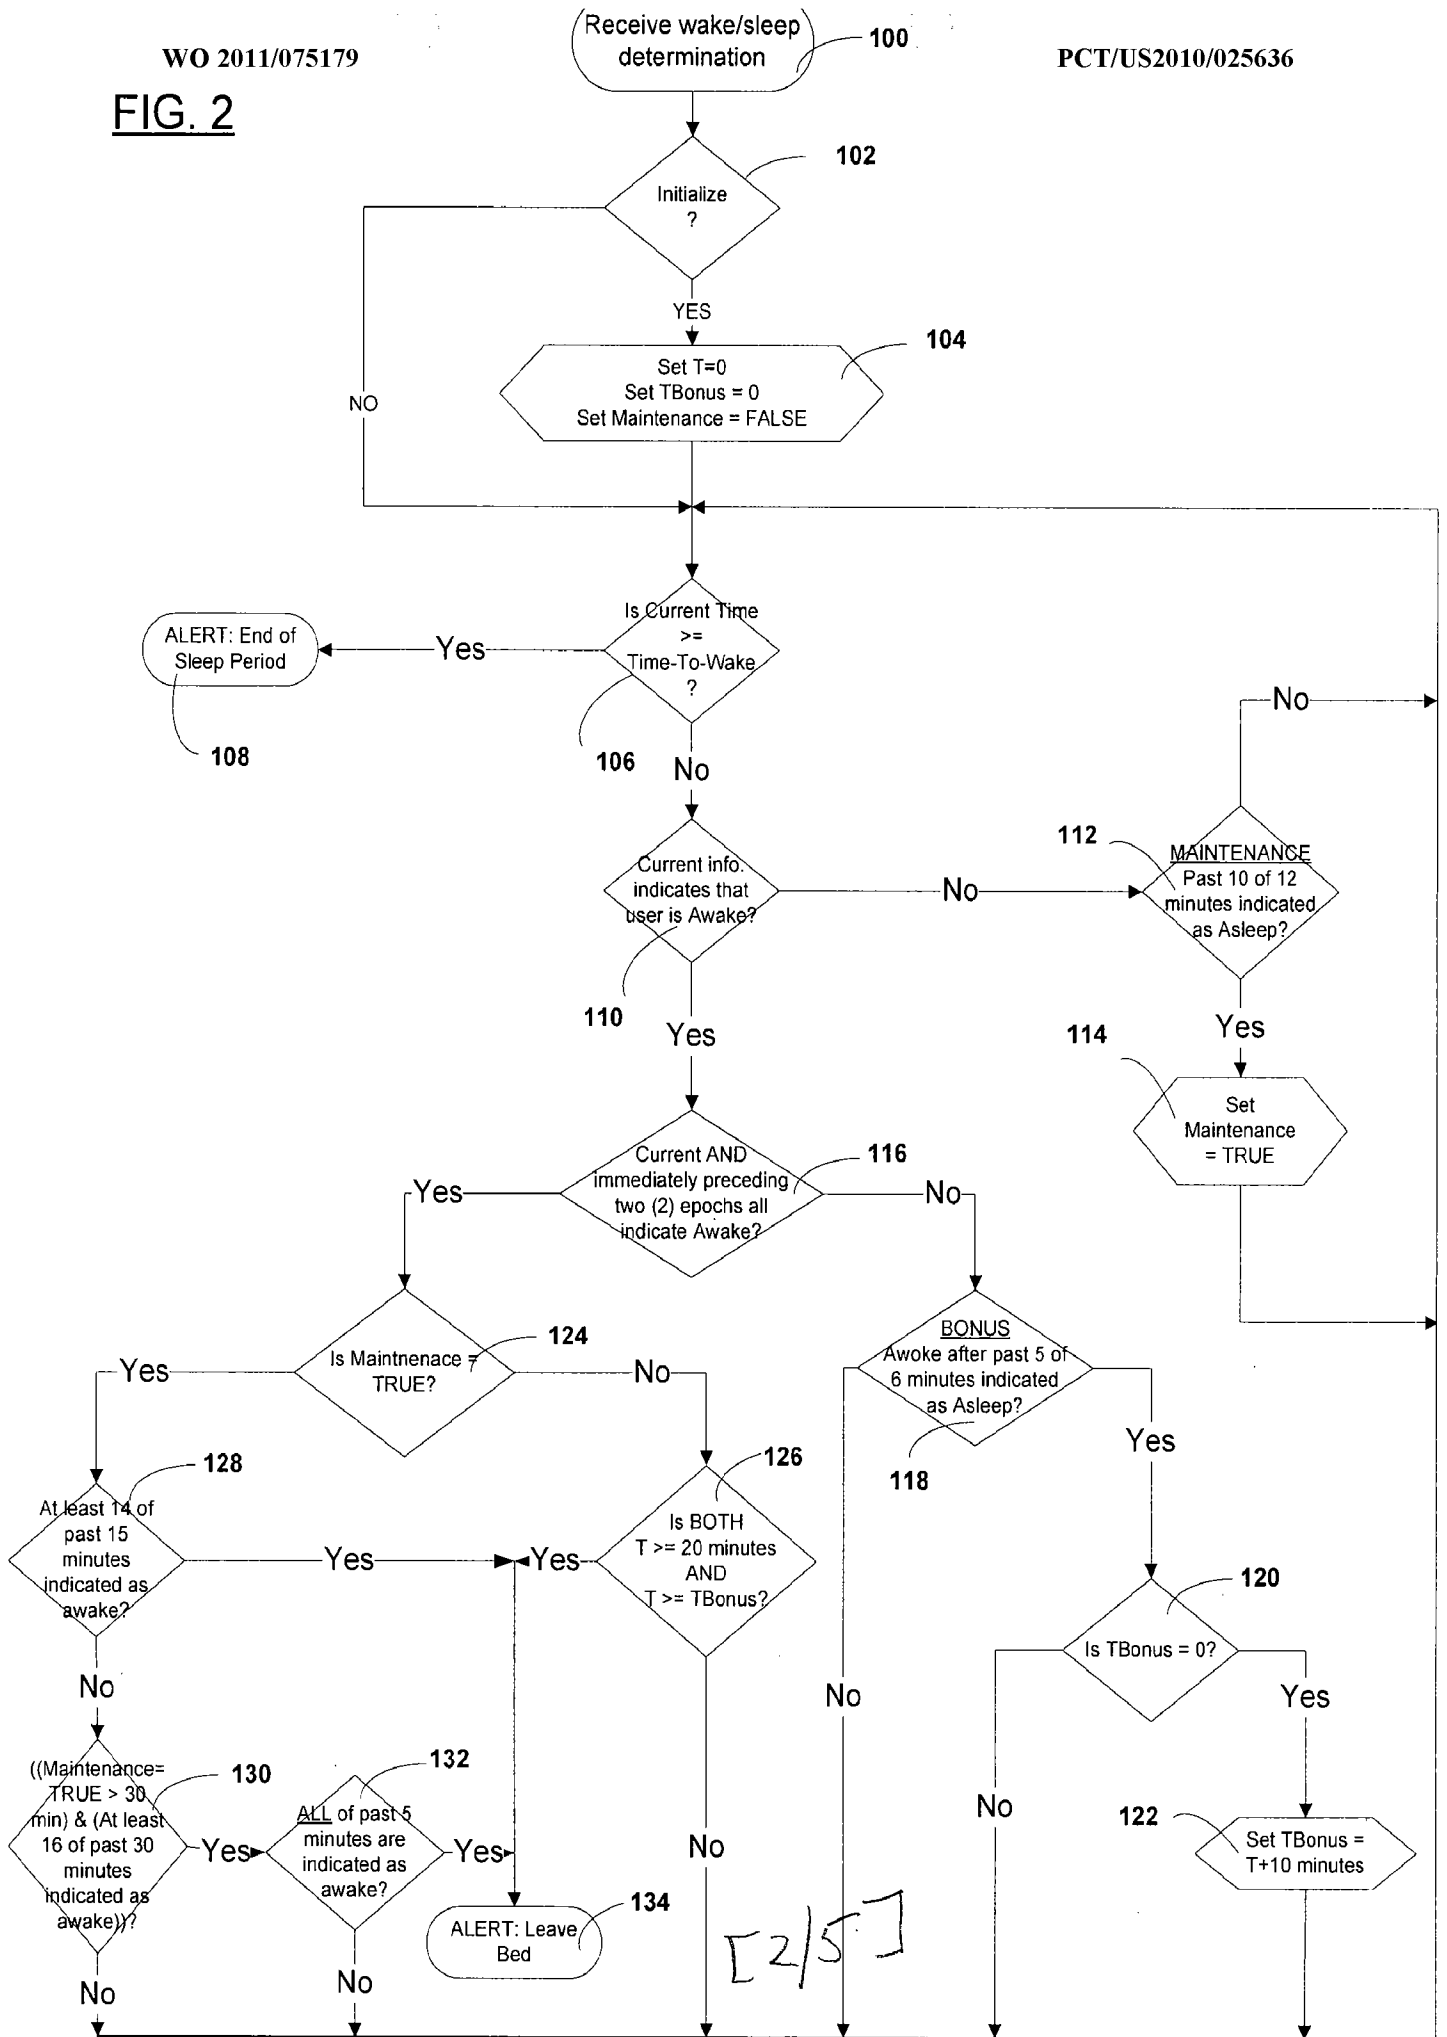 Receive wake/sleep
determination
100
WO 2011/075179
PCT/US2010/025636
FIG. 2
102
Initialize
?
YES
104
Set T=0
Set TBonus = 0
Set Maintenance = FALSE
NO
Is Current Time
>=
Time-To-Wake
?
Yes
ALERT: End of
Sleep Period
108
106
No
No
112
MAINTENANCE
Past 10 of 12
minutes indicated
as Asleep?
Current info.
indicates that
user is Awake?
No
110
Yes
Yes
114
Set
Maintenance
= TRUE
Current AND
immediately preceding
two (2) epochs all
indicate Awake?
116
Yes
No
124
Is Maintnenace =
TRUE?
Yes
No
BONUS
Awoke after past 5 of
6 minutes indicated
as Asleep?
118
Yes
128
126
At least 14 of
past 15
minutes
indicated as
awake?
Yes
Yes
Is BOTH
T >= 20 minutes
AND
T >= TBonus?
120
Is TBonus = 0?
No
No
Yes
((Maintenance=
TRUE > 30
min) & (At least
16 of past 30
minutes
indicated as
awake))?
130
132
Yes
ALL of past 5
minutes are
indicated as
awake?
Yes
No
No
122
Set TBonus =
T+10 minutes
134
ALERT: Leave
Bed
[2/5]
No
No